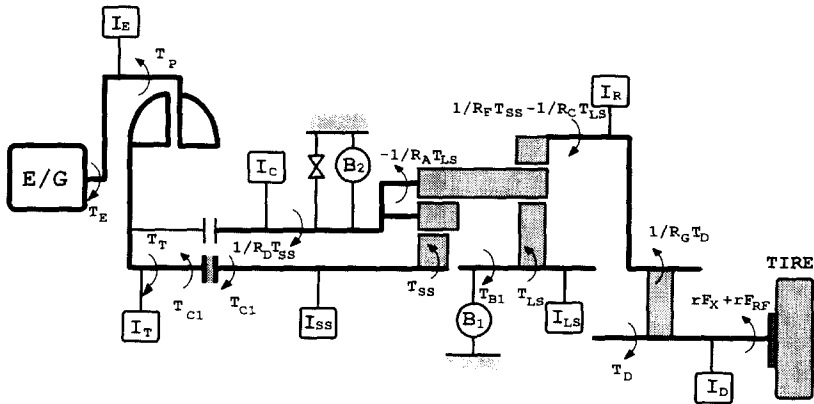 I_E
T_P
1/R_F T_SS -1/R_C T_LS
I_R
E/G
T_E
I_C
B_2
-1/R_A T_LS
T_T
1/R_D T_SS
1/R_G T_D
TIRE
I_T
T_C1
T_C1
I_SS
T_SS
T_B1
T_LS
B_1
I_LS
rF_X + rF_RF
T_D
I_D